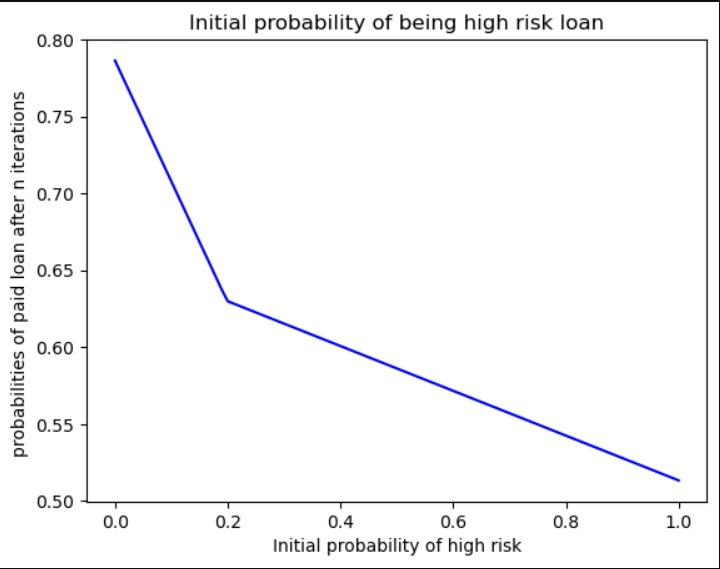 Initial probability of being high risk loan
probabilities of paid loan after n iterations
0.80
0.75
0.70
0.65
0.60
0.55
0.50
0.0 0.2 0.4 0.6 0.8 1.0
Initial probability of high risk